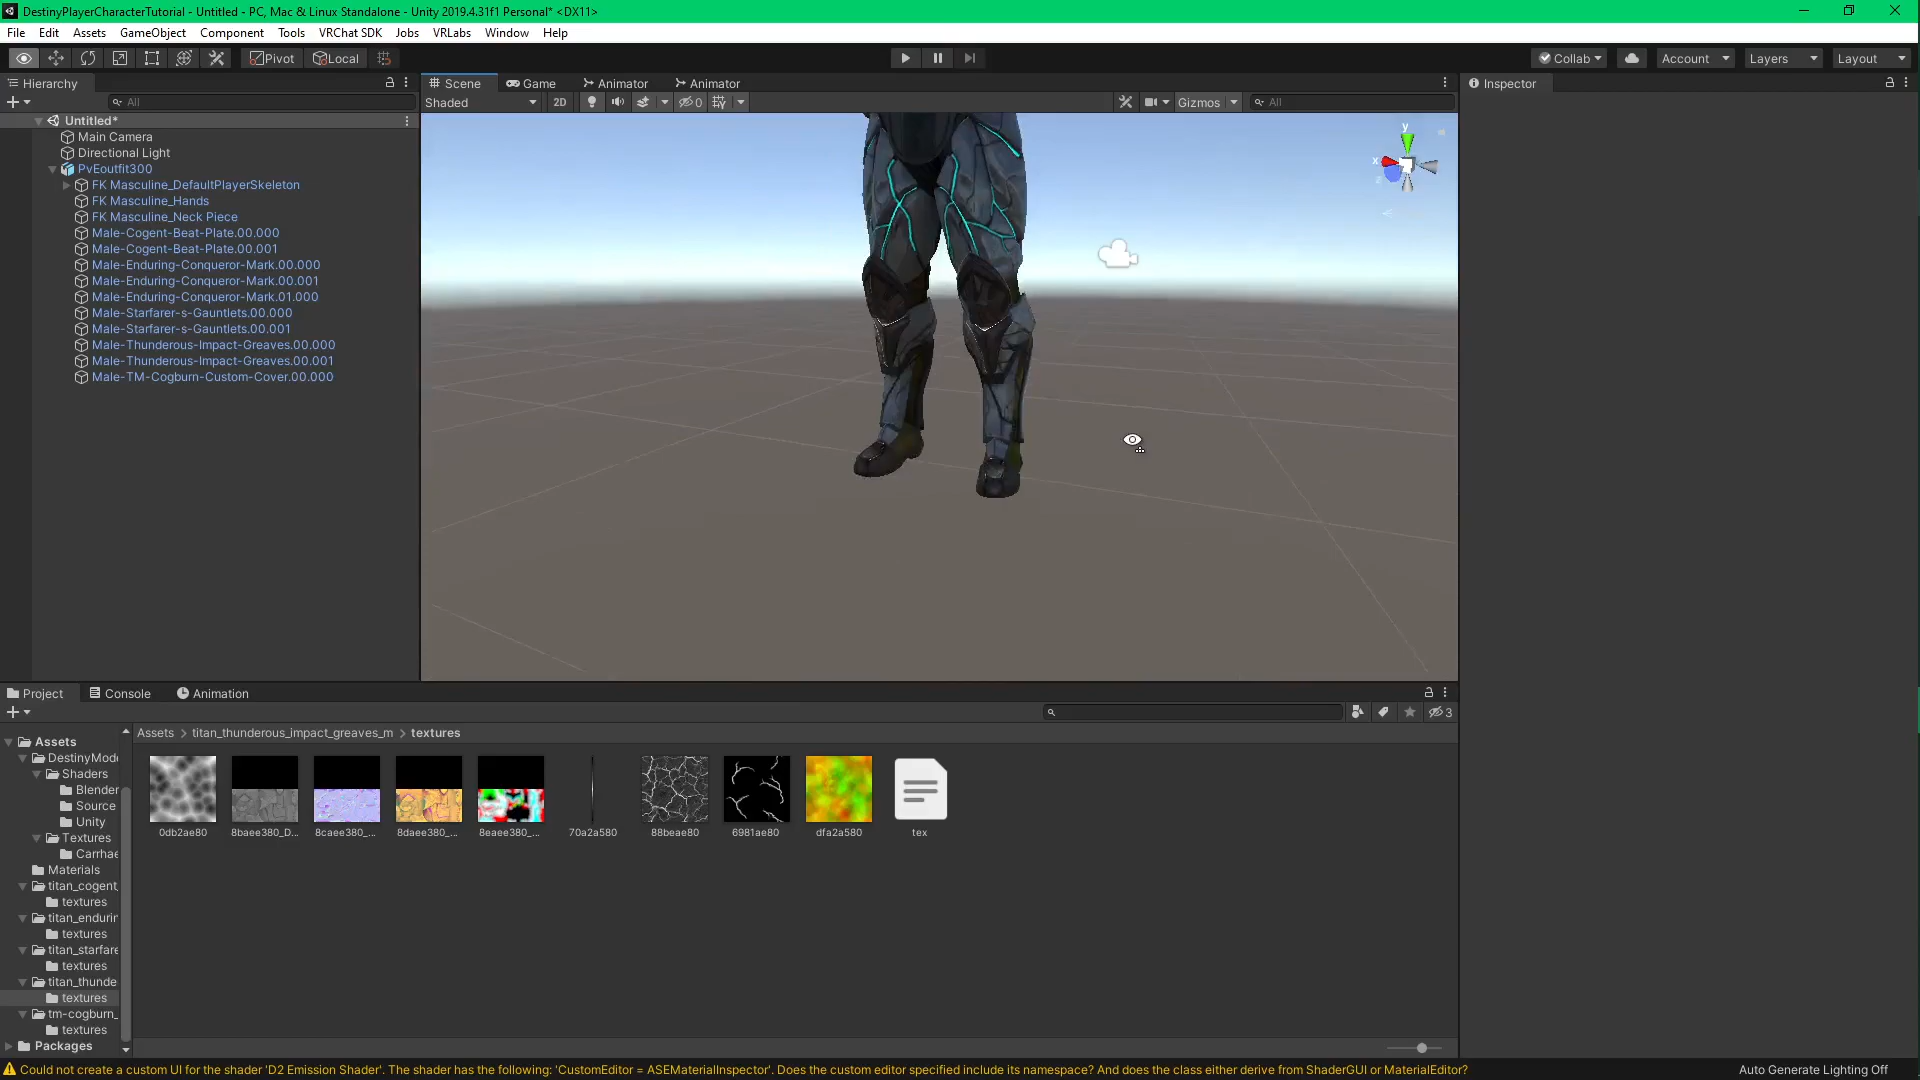 DestinyPlayerCharacterTutorial - Untitled - PC, Mac & Linux Standalone - Unity 2019.4.31f1 Personal* <DX11>
File Edit Assets GameObject Component Tools VRChat SDK Jobs VRLabs Window Help
Pivot Local Collab Account Layers Layout
Hierarchy
All
Untitled*
Main Camera
Directional Light
PvEoutfit300
FK Masculine_DefaultPlayerSkeleton
FK Masculine_Hands
FK Masculine_Neck Piece
Male-Cogent-Beat-Plate.00.000
Male-Cogent-Beat-Plate.00.001
Male-Enduring-Conqueror-Mark.00.000
Male-Enduring-Conqueror-Mark.00.001
Male-Enduring-Conqueror-Mark.01.000
Male-Starfarer-s-Gauntlets.00.000
Male-Starfarer-s-Gauntlets.00.001
Male-Thunderous-Impact-Greaves.00.000
Male-Thunderous-Impact-Greaves.00.001
Male-TM-Cogburn-Custom-Cover.00.000
Scene Game Animator Animator
Shaded 2D 0 Gizmos All
y
x
z
Inspector
Project Console Animation
3
Assets
DestinyMode
Shaders
Blender
Source
Unity
Textures
Carrhae
Materials
titan_cogent_
textures
titan_endurin
textures
titan_starfare
textures
titan_thunde
textures
tm-cogburn_
textures
Packages
Assets > titan_thunderous_impact_greaves_m > textures
0db2ae80 8baee380_D... 8caee380_... 8daee380_... 8eaee380_... 70a2a580 88beae80 6981ae80 dfa2a580 tex
Could not create a custom UI for the shader 'D2 Emission Shader'. The shader has the following: 'CustomEditor = ASEMaterialInspector'. Does the custom editor specified include its namespace? And does the class either derive from ShaderGUI or MaterialEditor?
Auto Generate Lighting Off